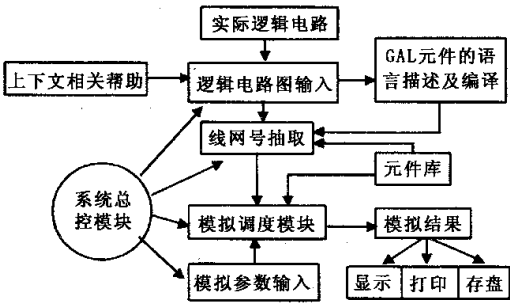 实际逻辑电路
GAL元件的语
言描述及编译
上下文相关帮助
逻辑电路图输入
线网号抽取
元件库
系统总
控模块
模拟调度模块
模拟结果
模拟参数输入
显示
打印
存盘